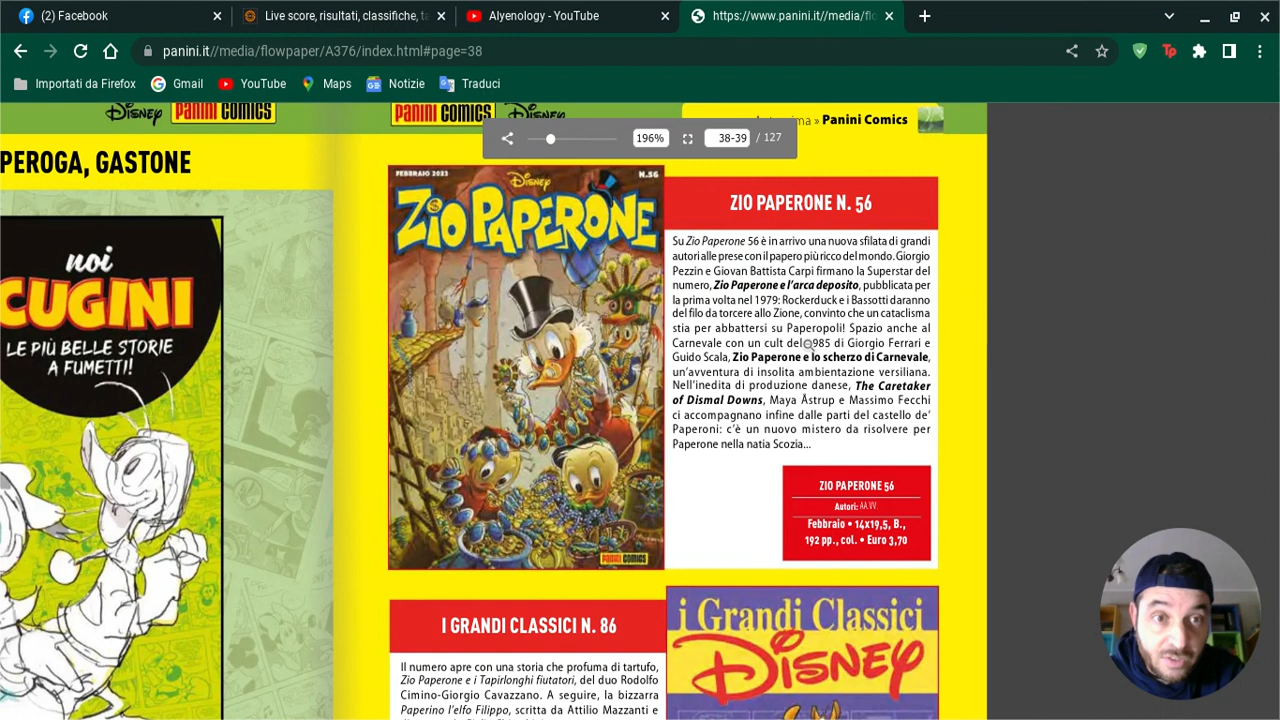 (2) Facebook
Live score, risultati, classifiche, ta
Alyenology - YouTube
https://www.panini.it//media/flo
panini.it//media/flowpaper/A376/index.html#page=38
Importati da Firefox
Gmail
YouTube
Maps
Notizie
Traduci
Disney PANINI COMICS
PANINI COMICS Disney
» Panini Comics
196%
38-39 / 127
PEROGA, GASTONE
noi
CUGINI
LE PIÙ BELLE STORIE
A FUMETTI!
FEBBRAIO 2023
Disney
N.56
ZIO PAPERONE
PANINI COMICS
ZIO PAPERONE N. 56
Su Zio Paperone 56 è in arrivo una nuova sfilata di grandi
autori alle prese con il papero più ricco del mondo. Giorgio
Pezzin e Giovan Battista Carpi firmano la Superstar del
numero, Zio Paperone e l'arca deposito, pubblicata per
la prima volta nel 1979: Rockerduck e i Bassotti daranno
del filo da torcere allo Zione, convinto che un cataclisma
stia per abbattersi su Paperopoli! Spazio anche al
Carnevale con un cult del 985 di Giorgio Ferrari e
Guido Scala, Zio Paperone e lo scherzo di Carnevale,
un'avventura di insolita ambientazione versiliana.
Nell'inedita di produzione danese, The Caretaker
of Dismal Downs, Maya Åstrup e Massimo Fecchi
ci accompagnano infine dalle parti del castello de'
Paperoni: c'è un nuovo mistero da risolvere per
Paperone nella natia Scozia...
ZIO PAPERONE 56
Autori: AA.VV.
Febbraio • 14x19,5, B.,
192 pp., col. • Euro 3,70
I GRANDI CLASSICI N. 86
Il numero apre con una storia che profuma di tartufo,
Zio Paperone e i Tapirlonghi fiutatori, del duo Rodolfo
Cimino-Giorgio Cavazzano. A seguire, la bizzarra
Paperino l'elfo Filippo, scritta da Attilio Mazzanti e
i Grandi Classici
Disney